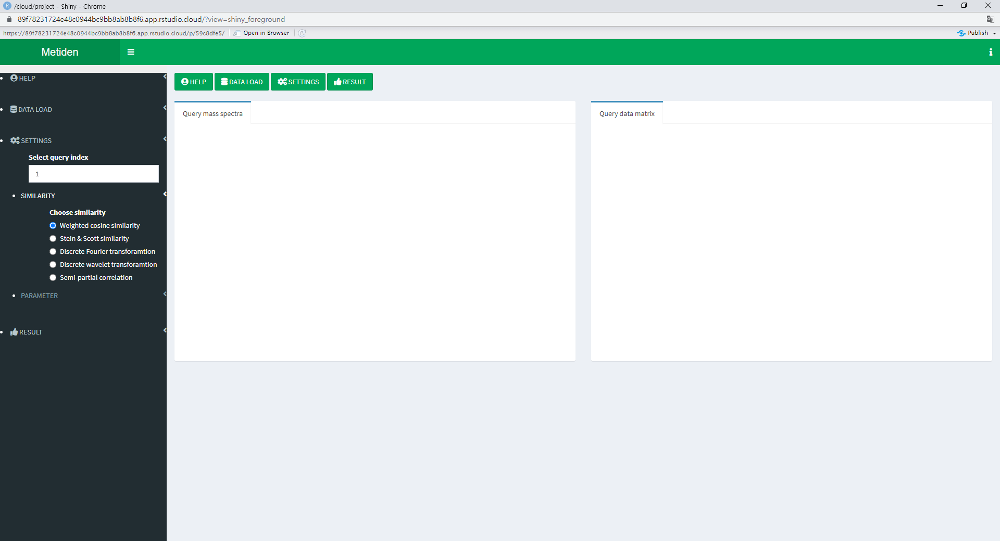 /cloud/project - Shiny - Chrome
89f78231724e48c0944bc9bb8ab8b8f6.app.rstudio.cloud/?view=shiny_foreground
https://89f78231724e48c0944bc9bb8ab8b8f6.app.rstudio.cloud/p/59c8dfe5/ Open in Browser Publish
Metiden
HELP
DATA LOAD
SETTINGS
Select query index
1
SIMILARITY
Choose similarity
Weighted cosine similarity
Stein & Scott similarity
Discrete Fourier transforamtion
Discrete wavelet transforamtion
Semi-partial correlation
PARAMETER
RESULT
HELP DATA LOAD SETTINGS RESULT
Query mass spectra
Query data matrix